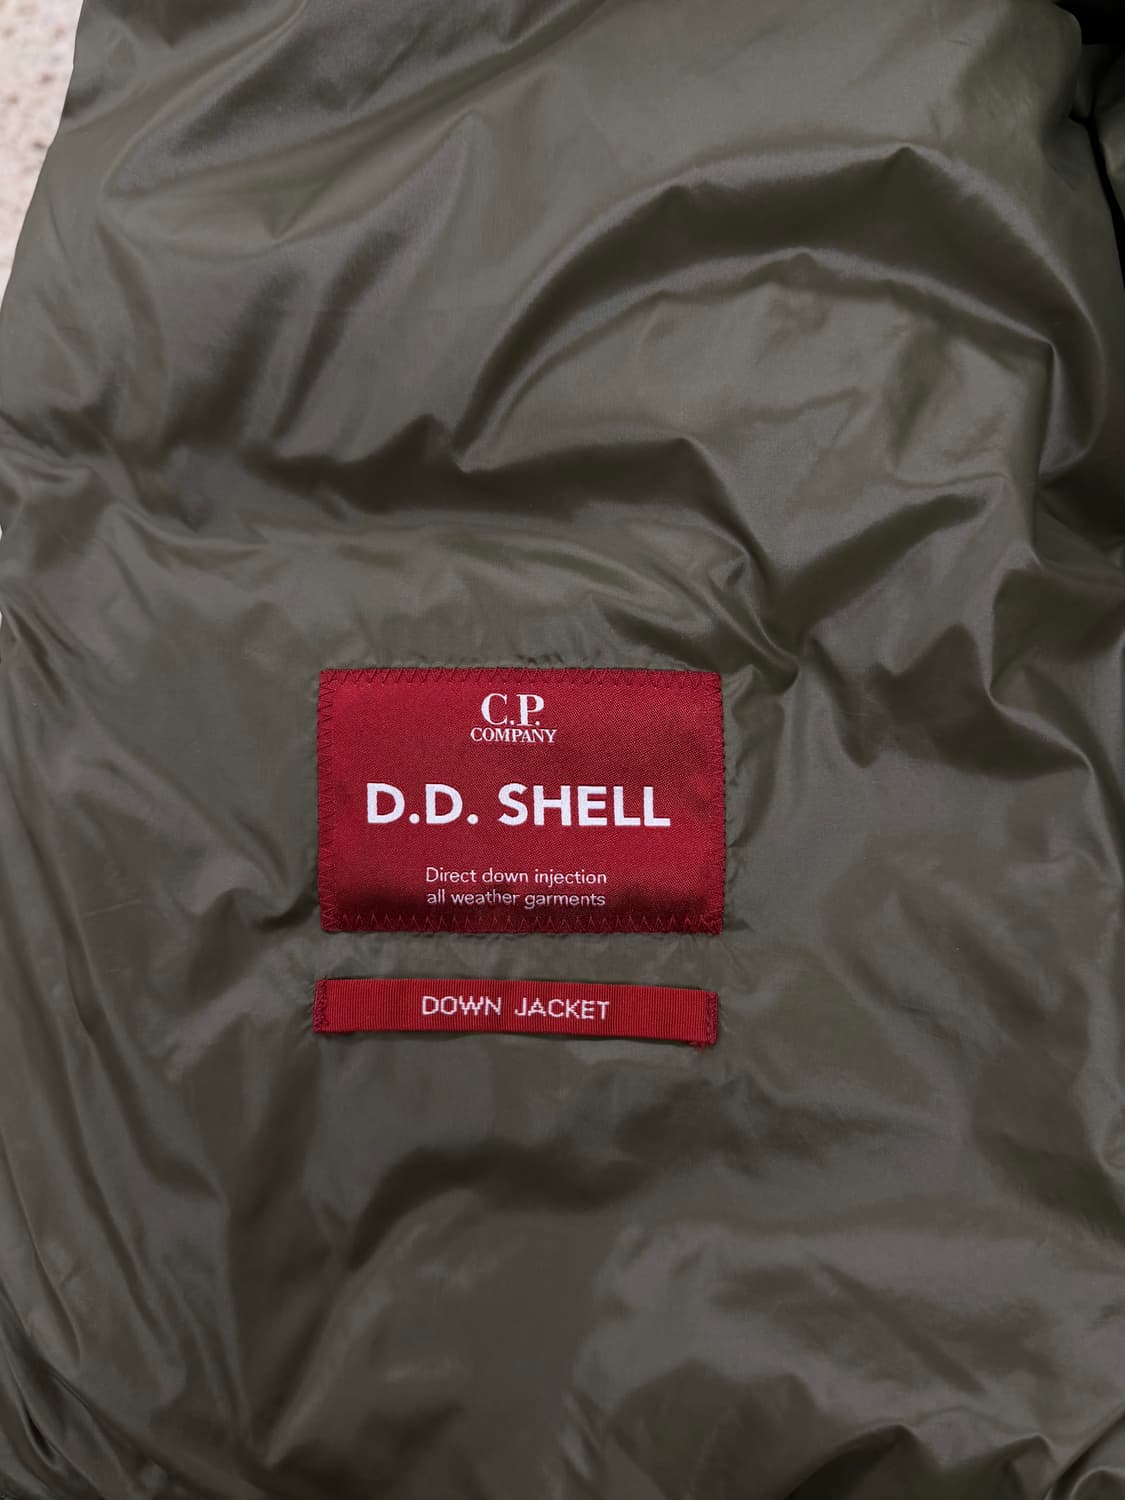 C.P.
COMPANY
D.D. SHELL
Direct down injection
all weather garments
DOWN JACKET